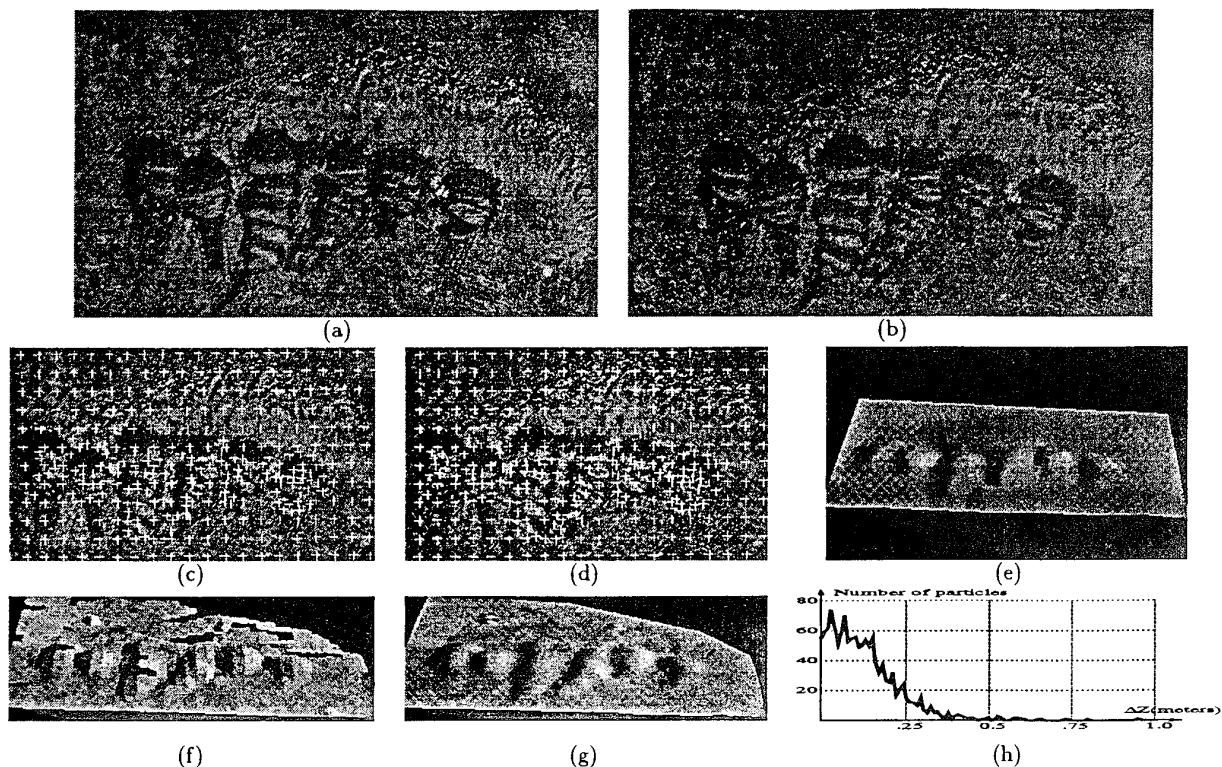 (a)
(b)
(c)
(d)
(e)
Number of particles
80
60
40
20
.25
0.5
.75
1.0
ΔZ(meters)
(f)
(g)
(h)